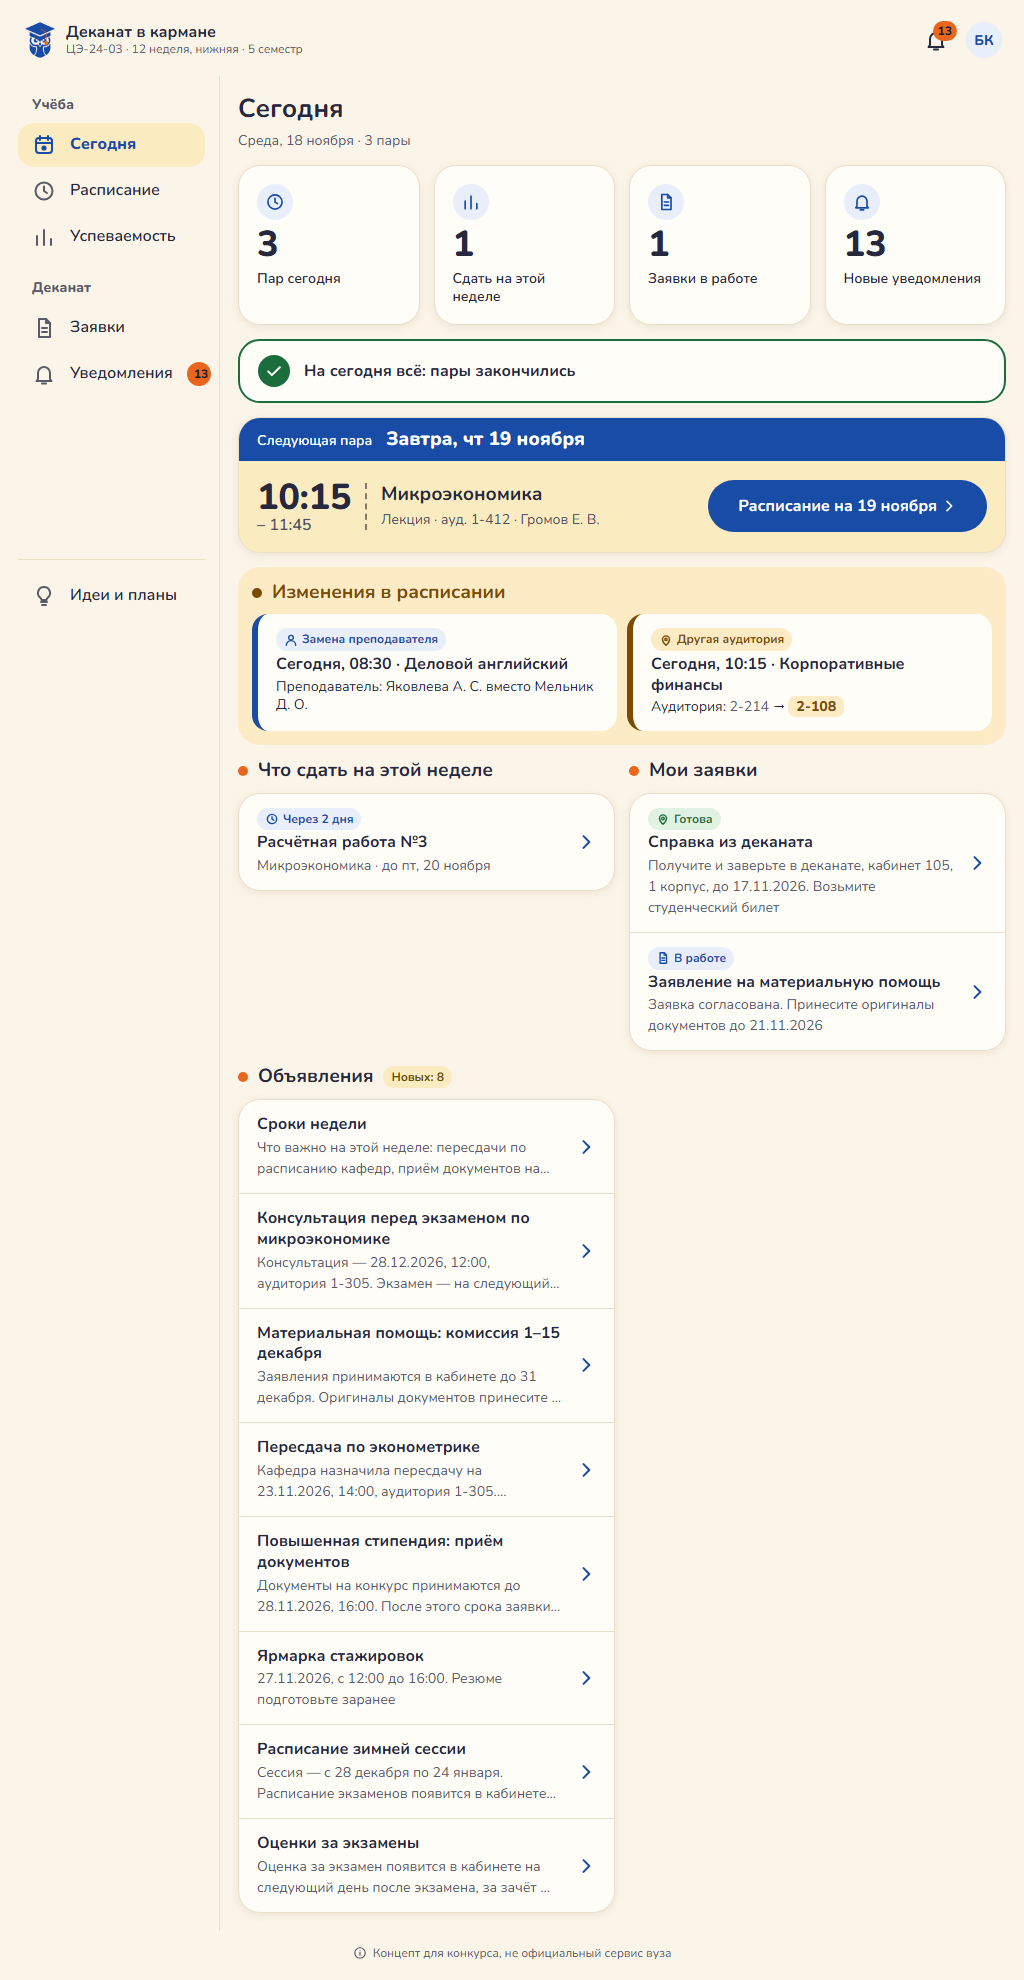 Деканат в кармане
ЦЭ-24-03 · 12 неделя, нижняя · 5 семестр
13
БК
Учёба
Сегодня
Расписание
Успеваемость
Деканат
Заявки
Уведомления 13
Идеи и планы
Сегодня
Среда, 18 ноября · 3 пары
3
Пар сегодня
1
Сдать на этой
неделе
1
Заявки в работе
13
Новые уведомления
На сегодня всё: пары закончились
Следующая пара Завтра, чт 19 ноября
10:15
– 11:45
Микроэкономика
Лекция · ауд. 1-412 · Громов Е. В.
Расписание на 19 ноября
Изменения в расписании
Замена преподавателя
Сегодня, 08:30 · Деловой английский
Преподаватель: Яковлева А. С. вместо Мельник
Д. О.
Другая аудитория
Сегодня, 10:15 · Корпоративные
финансы
Аудитория: 2-214 → 2-108
Что сдать на этой неделе
Через 2 дня
Расчётная работа №3
Микроэкономика · до пт, 20 ноября
Мои заявки
Готова
Справка из деканата
Получите и заверьте в деканате, кабинет 105,
1 корпус, до 17.11.2026. Возьмите
студенческий билет
В работе
Заявление на материальную помощь
Заявка согласована. Принесите оригиналы
документов до 21.11.2026
Объявления Новых: 8
Сроки недели
Что важно на этой неделе: пересдачи по
расписанию кафедр, приём документов на…
Консультация перед экзаменом по
микроэкономике
Консультация — 28.12.2026, 12:00,
аудитория 1-305. Экзамен — на следующий…
Материальная помощь: комиссия 1–15
декабря
Заявления принимаются в кабинете до 31
декабря. Оригиналы документов принесите …
Пересдача по эконометрике
Кафедра назначила пересдачу на
23.11.2026, 14:00, аудитория 1-305.…
Повышенная стипендия: приём
документов
Документы на конкурс принимаются до
28.11.2026, 16:00. После этого срока заявки…
Ярмарка стажировок
27.11.2026, с 12:00 до 16:00. Резюме
подготовьте заранее
Расписание зимней сессии
Сессия — с 28 декабря по 24 января.
Расписание экзаменов появится в кабинете…
Оценки за экзамены
Оценка за экзамен появится в кабинете на
следующий день после экзамена, за зачёт …
Концепт для конкурса, не официальный сервис вуза